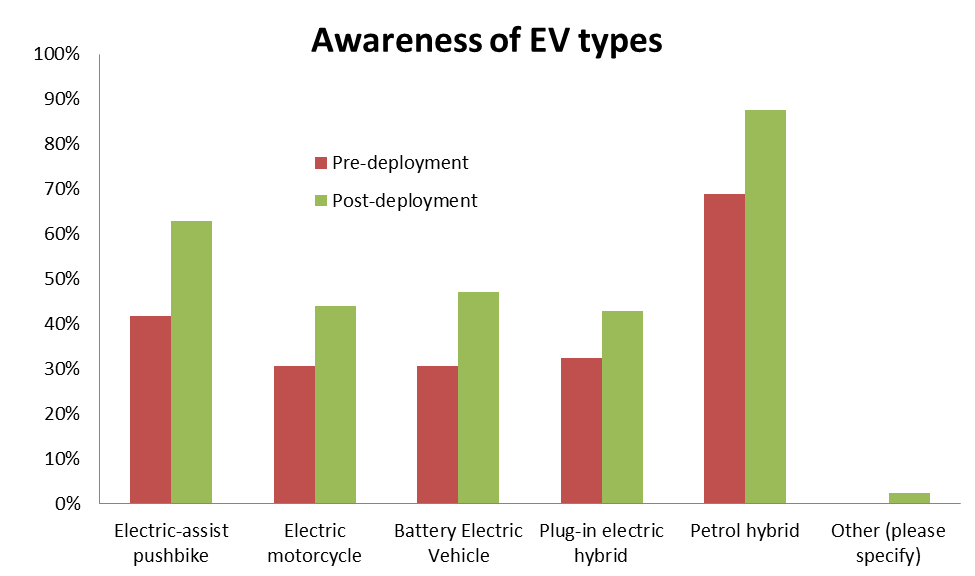 Awareness of EV types
100%
90%
80%
70%
60%
50%
40%
30%
20%
10%
0%
Pre-deployment
Post-deployment
Electric-assist
pushbike
Electric
motorcycle
Battery Electric
Vehicle
Plug-in electric
hybrid
Petrol hybrid
Other (please
specify)